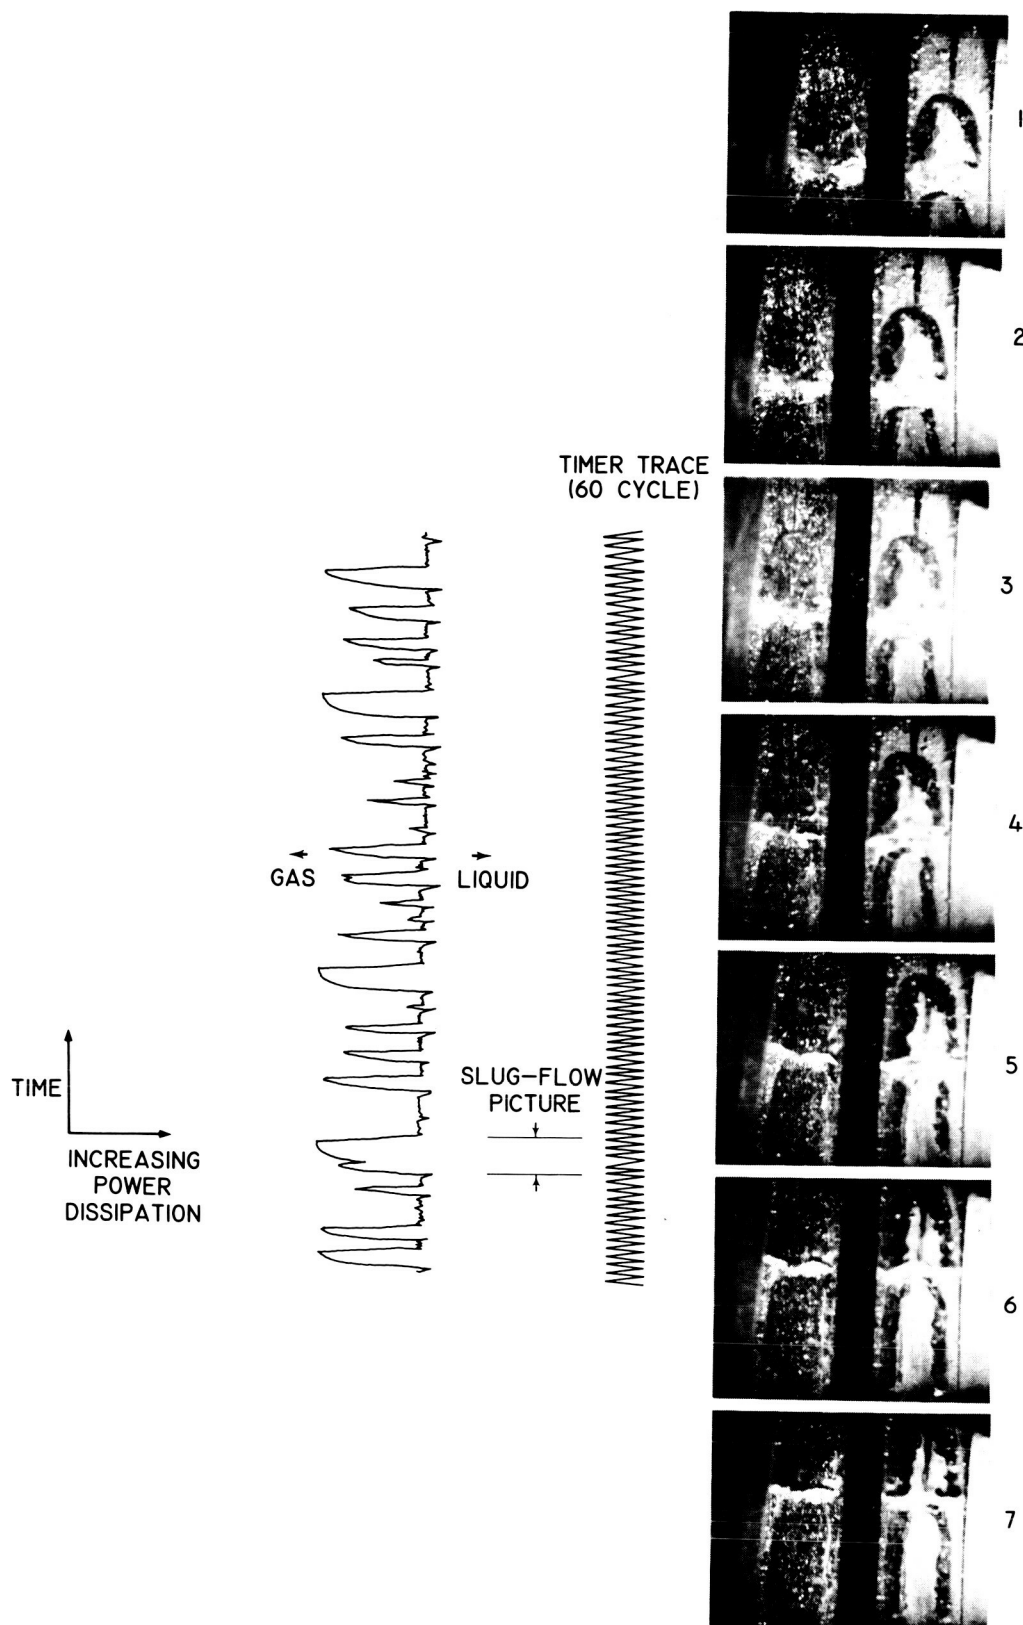 1
2
TIMER TRACE
(60 CYCLE)
3
4
GAS
LIQUID
5
TIME
SLUG-FLOW
PICTURE
INCREASING
POWER
DISSIPATION
6
7